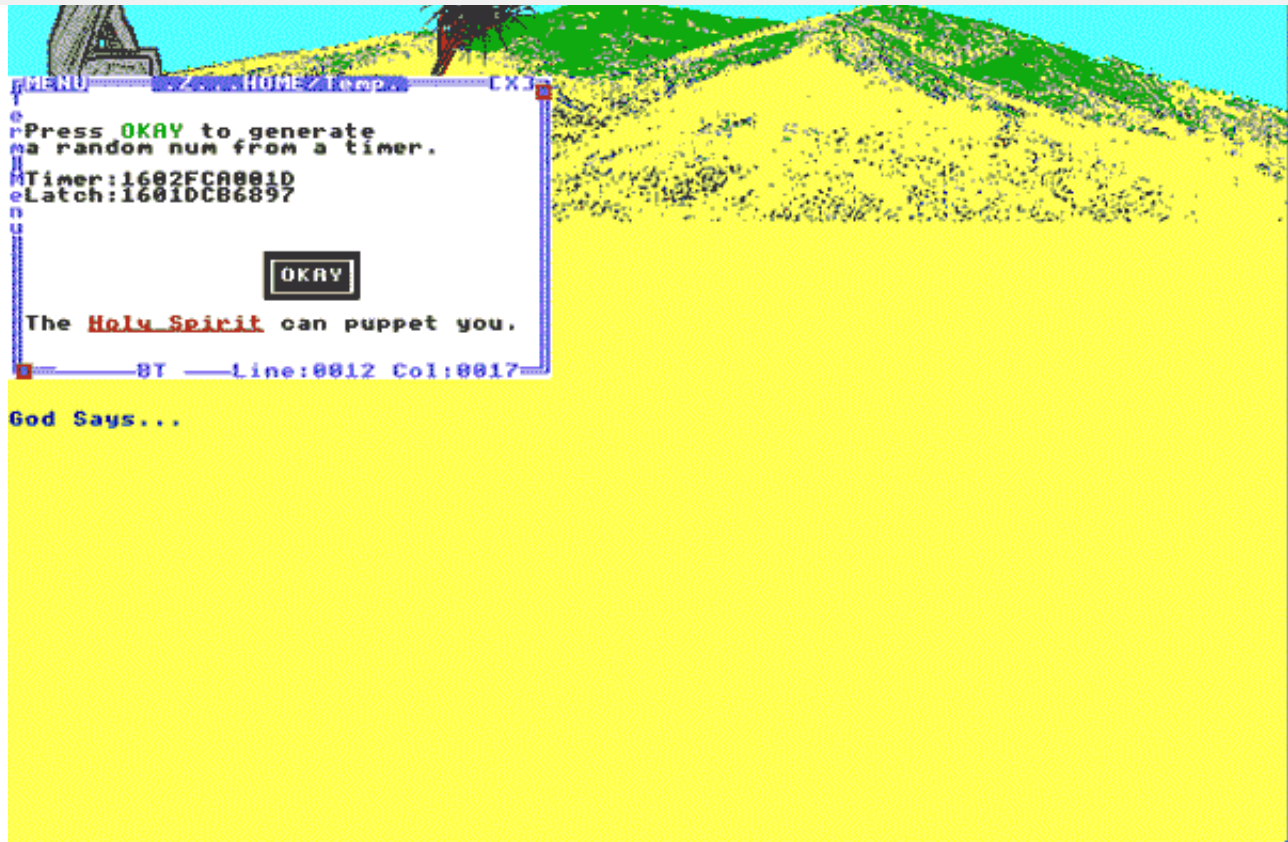 MENU HOME/Temp [X]
TermMenu
Press OKAY to generate
a random num from a timer.
Timer:1602FCA001D
Latch:1601DCB6897
OKAY
The Holy Spirit can puppet you.
BT Line:0012 Col:0017
God Says...